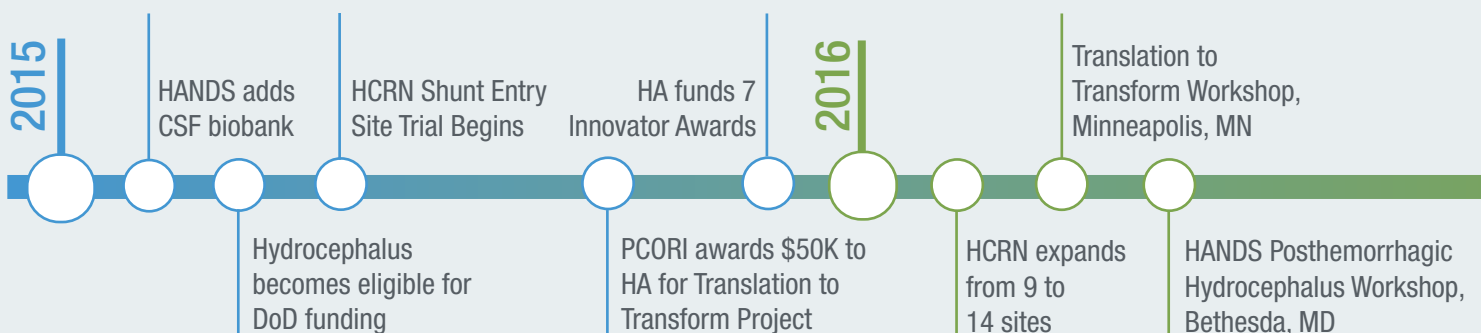 2015
HANDS adds
CSF biobank
Hydrocephalus
becomes eligible for
DoD funding
HCRN Shunt Entry
Site Trial Begins
PCORI awards $50K to
HA for Translation to
Transform Project
HA funds 7
Innovator Awards
2016
HCRN expands
from 9 to
14 sites
Translation to
Transform Workshop,
Minneapolis, MN
HANDS Posthemorrhagic
Hydrocephalus Workshop,
Bethesda, MD